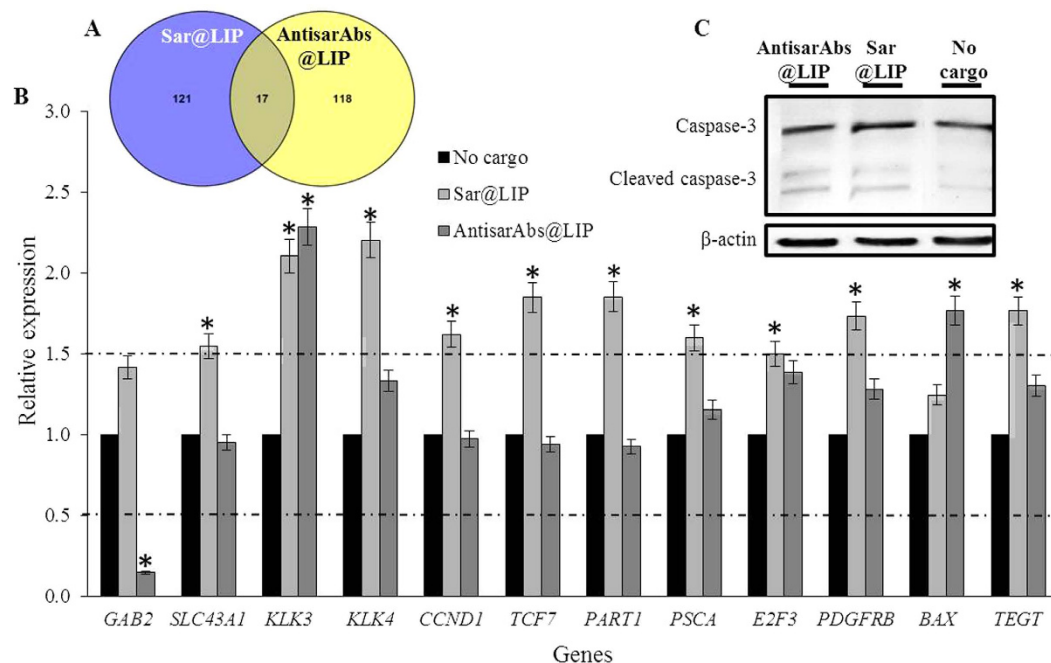 A
Sar@LIP
AntisarAbs
@LIP
121
17
118
C
AntisarAbs
@LIP
Sar
@LIP
No
cargo
Caspase-3
Cleaved caspase-3
β-actin
B
No cargo
Sar@LIP
AntisarAbs@LIP
Relative expression
3.0
2.5
2.0
1.5
1.0
0.5
0.0
* * * * * * * * * * * * *
GAB2 SLC43A1 KLK3 KLK4 CCND1 TCF7 PART1 PSCA E2F3 PDGFRB BAX TEGT
Genes